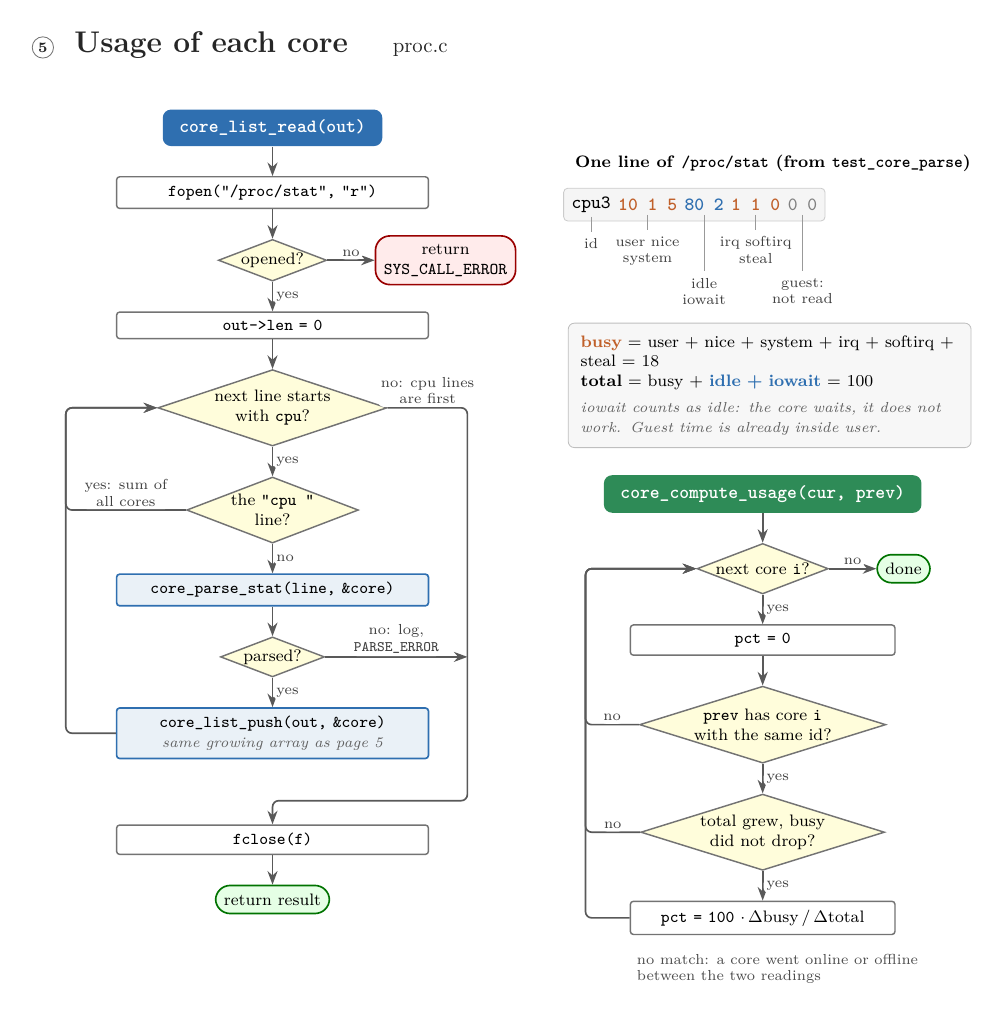 5 Usage of each core proc.c
core_list_read(out)
fopen("/proc/stat", "r")
opened?
no
return
SYS_CALL_ERROR
yes
out->len = 0
next line starts
with cpu?
no: cpu lines
are first
yes
the "cpu "
line?
yes: sum of
all cores
no
core_parse_stat(line, &core)
parsed?
no: log,
PARSE_ERROR
yes
core_list_push(out, &core)
same growing array as page 5
fclose(f)
return result
One line of /proc/stat (from test_core_parse)
cpu3 10 1 5 80 2 1 1 0 0 0
id
user nice
system
idle
iowait
irq softirq
steal
guest:
not read
busy = user + nice + system + irq + softirq +
steal = 18
total = busy + idle + iowait = 100
iowait counts as idle: the core waits, it does not
work. Guest time is already inside user.
core_compute_usage(cur, prev)
next core i?
no
done
yes
pct = 0
prev has core i
with the same id?
no
yes
total grew, busy
did not drop?
no
yes
pct = 100 · Δbusy / Δtotal
no match: a core went online or offline
between the two readings